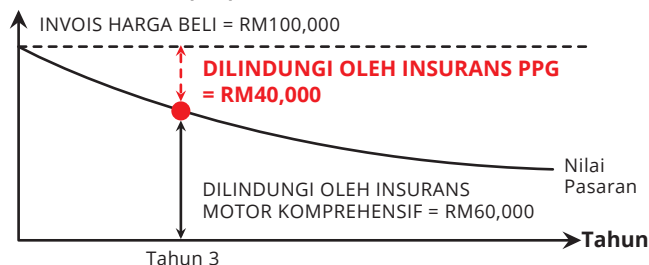 INVOIS HARGA BELI = RM100,000
DILINDUNGI OLEH INSURANS PPG
= RM40,000
Nilai
Pasaran
DILINDUNGI OLEH INSURANS
MOTOR KOMPREHENSIF = RM60,000
Tahun
Tahun 3